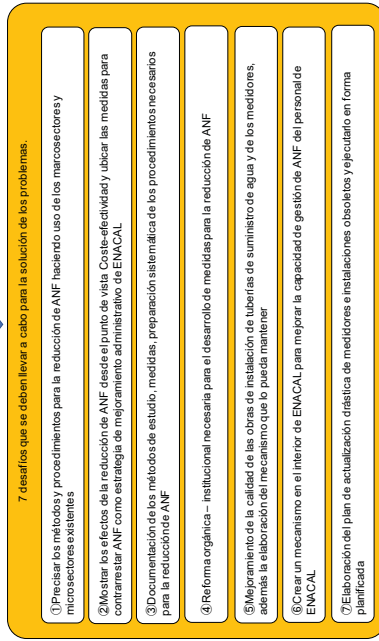 7 desafíos que se deben llevar a cabo para la solución de los problemas.
①Precisar los métodos y procedimientos para la reducción de ANF haciendo uso de los marcosectores y
microsectores existentes
②Mostrar los efectos de la reducción de ANF desde el punto de vista Coste-efectividad y ubicar las medidas para
contrarrestar ANF como estrategia de mejoramiento administrativo de ENACAL
③Documentación de los métodos de estudio, medidas, preparación sistemática de los procedimientos necesarios
para la reducción de ANF
④Reforma orgánica – institucional necesaria para el desarrollo de medidas para la reducción de ANF
⑤Mejoramiento de la calidad de las obras de instalación de tuberías de suministro de agua y de los medidores,
además la elaboración del mecanismo que lo pueda mantener
⑥Crear un mecanismo en el interior de ENACAL para mejorar la capacidad de gestión de ANF del personal de
ENACAL
⑦Elaboración del plan de actualización drástica de medidores e instalaciones obsoletos y ejecutarlo en forma
planificada